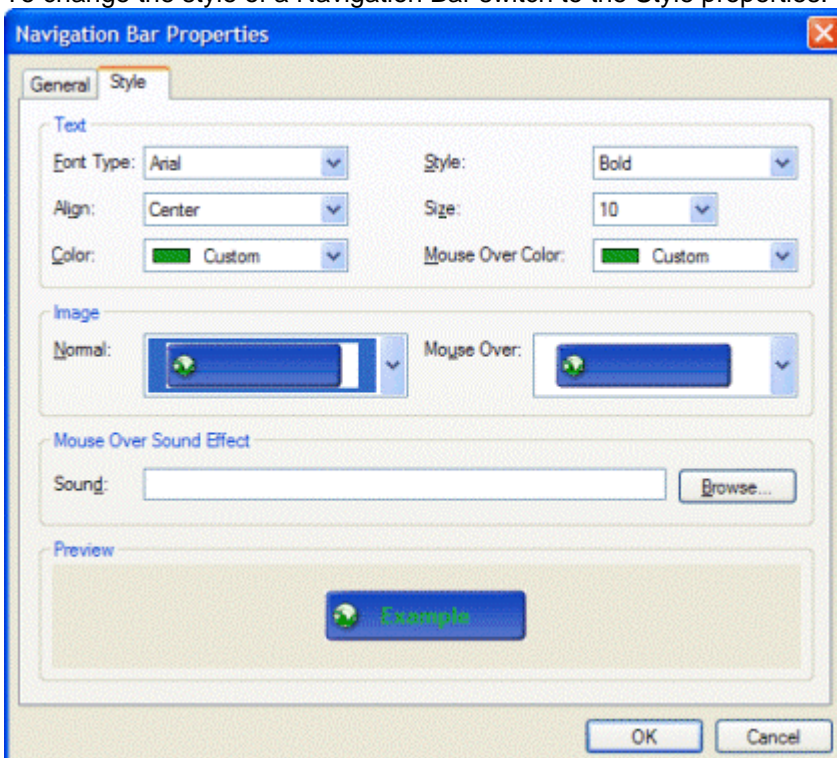 To change the style of a Navigation Bar switch to the Style properties.
Navigation Bar Properties
General Style
Text
Font Type: Arial Style: Bold
Align: Center Size: 10
Color: Custom Mouse Over Color: Custom
Image
Normal: Mouse Over:
Mouse Over Sound Effect
Sound: Browse...
Preview
Example
OK Cancel